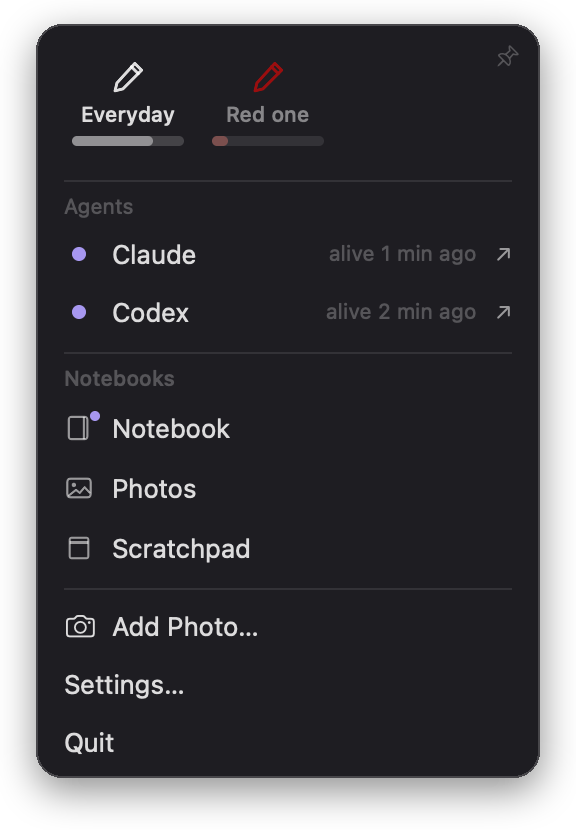 Everyday
Red one
Agents
Claude alive 1 min ago
Codex alive 2 min ago
Notebooks
Notebook
Photos
Scratchpad
Add Photo...
Settings...
Quit